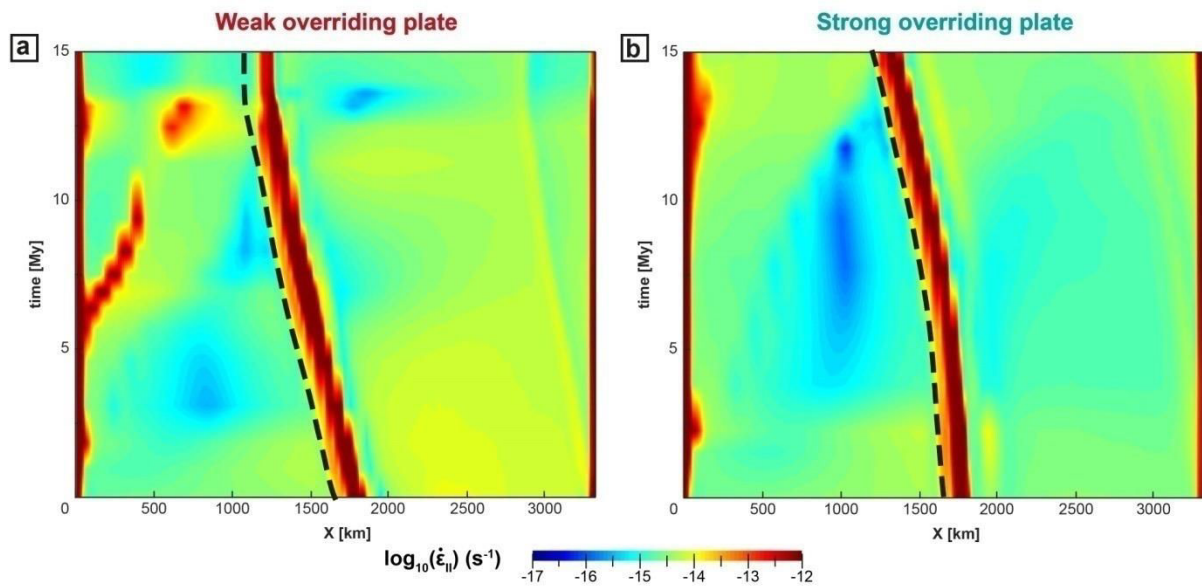 Weak overriding plate
Strong overriding plate
a
b
15
10
5
0
time [My]
0 500 1000 1500 2000 2500 3000
X [km]
15
10
5
0
time [My]
0 500 1000 1500 2000 2500 3000
X [km]
log₁₀(ε̇ᵢᵢ) (s⁻¹)
-17 -16 -15 -14 -13 -12